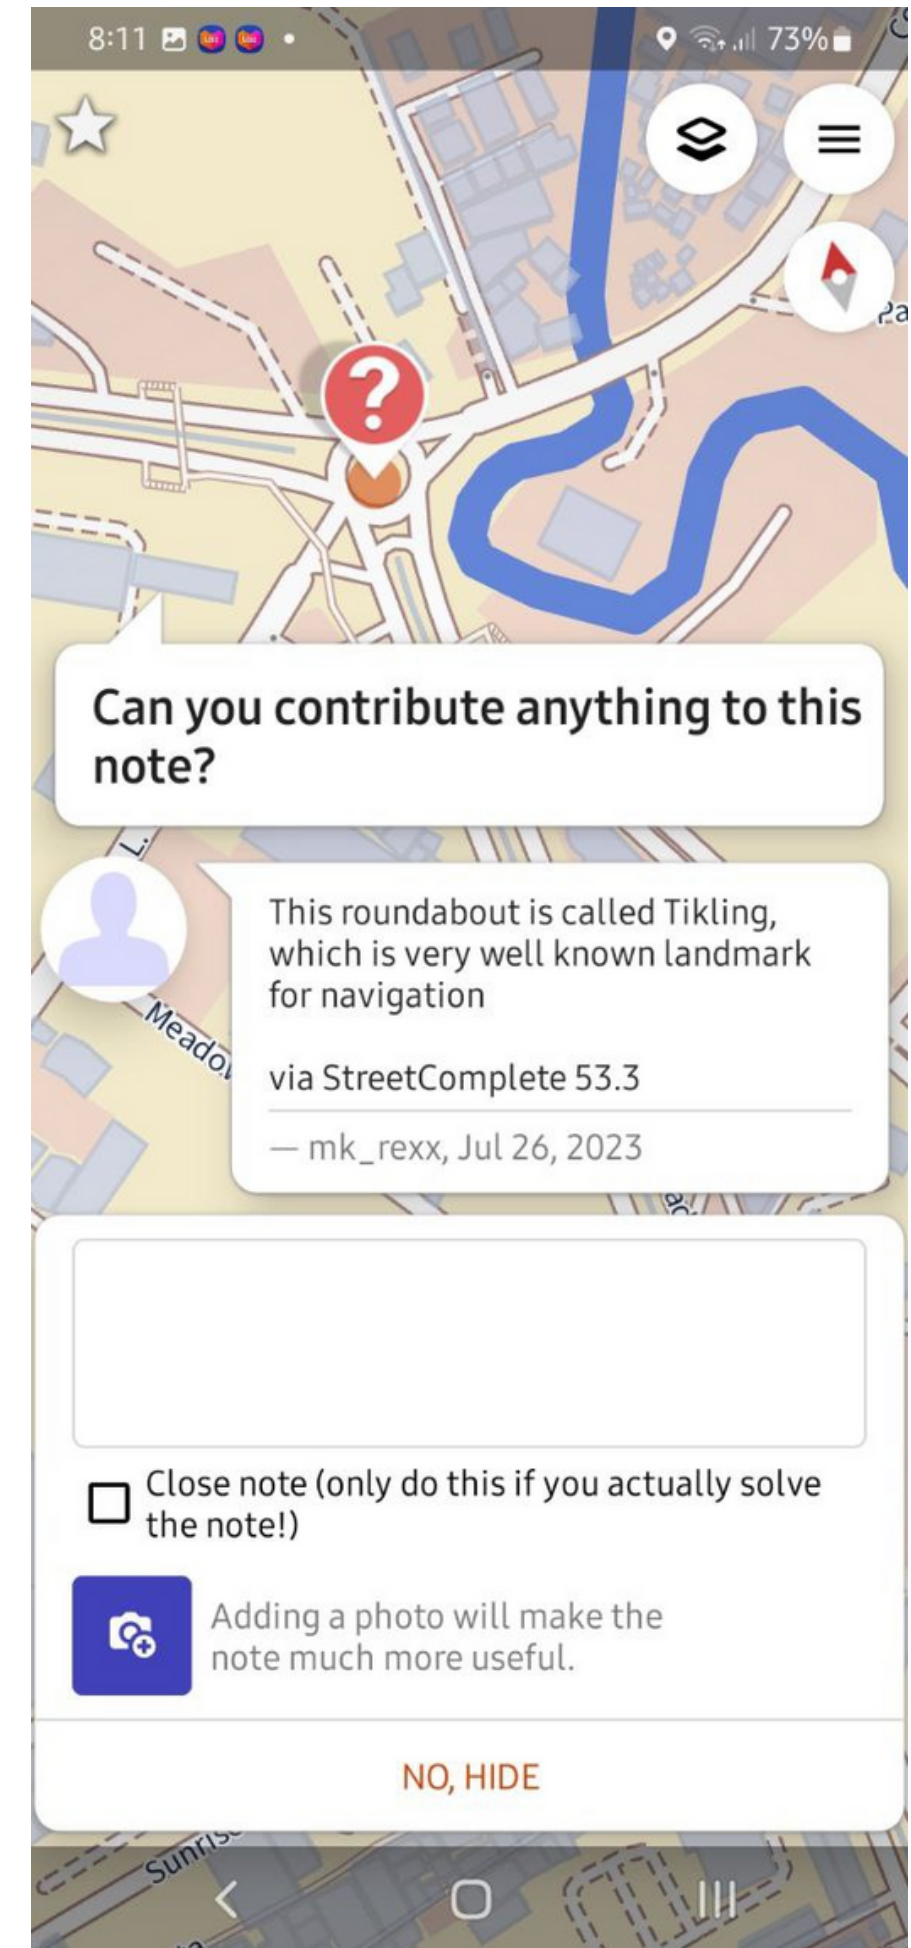 8:11
73%
Pa
?
Can you contribute anything to this
note?
L.
This roundabout is called Tikling,
which is very well known landmark
for navigation
Meado
via StreetComplete 53.3
— mk_rexx, Jul 26, 2023
Close note (only do this if you actually solve
the note!)
Adding a photo will make the
note much more useful.
NO, HIDE
Sunris